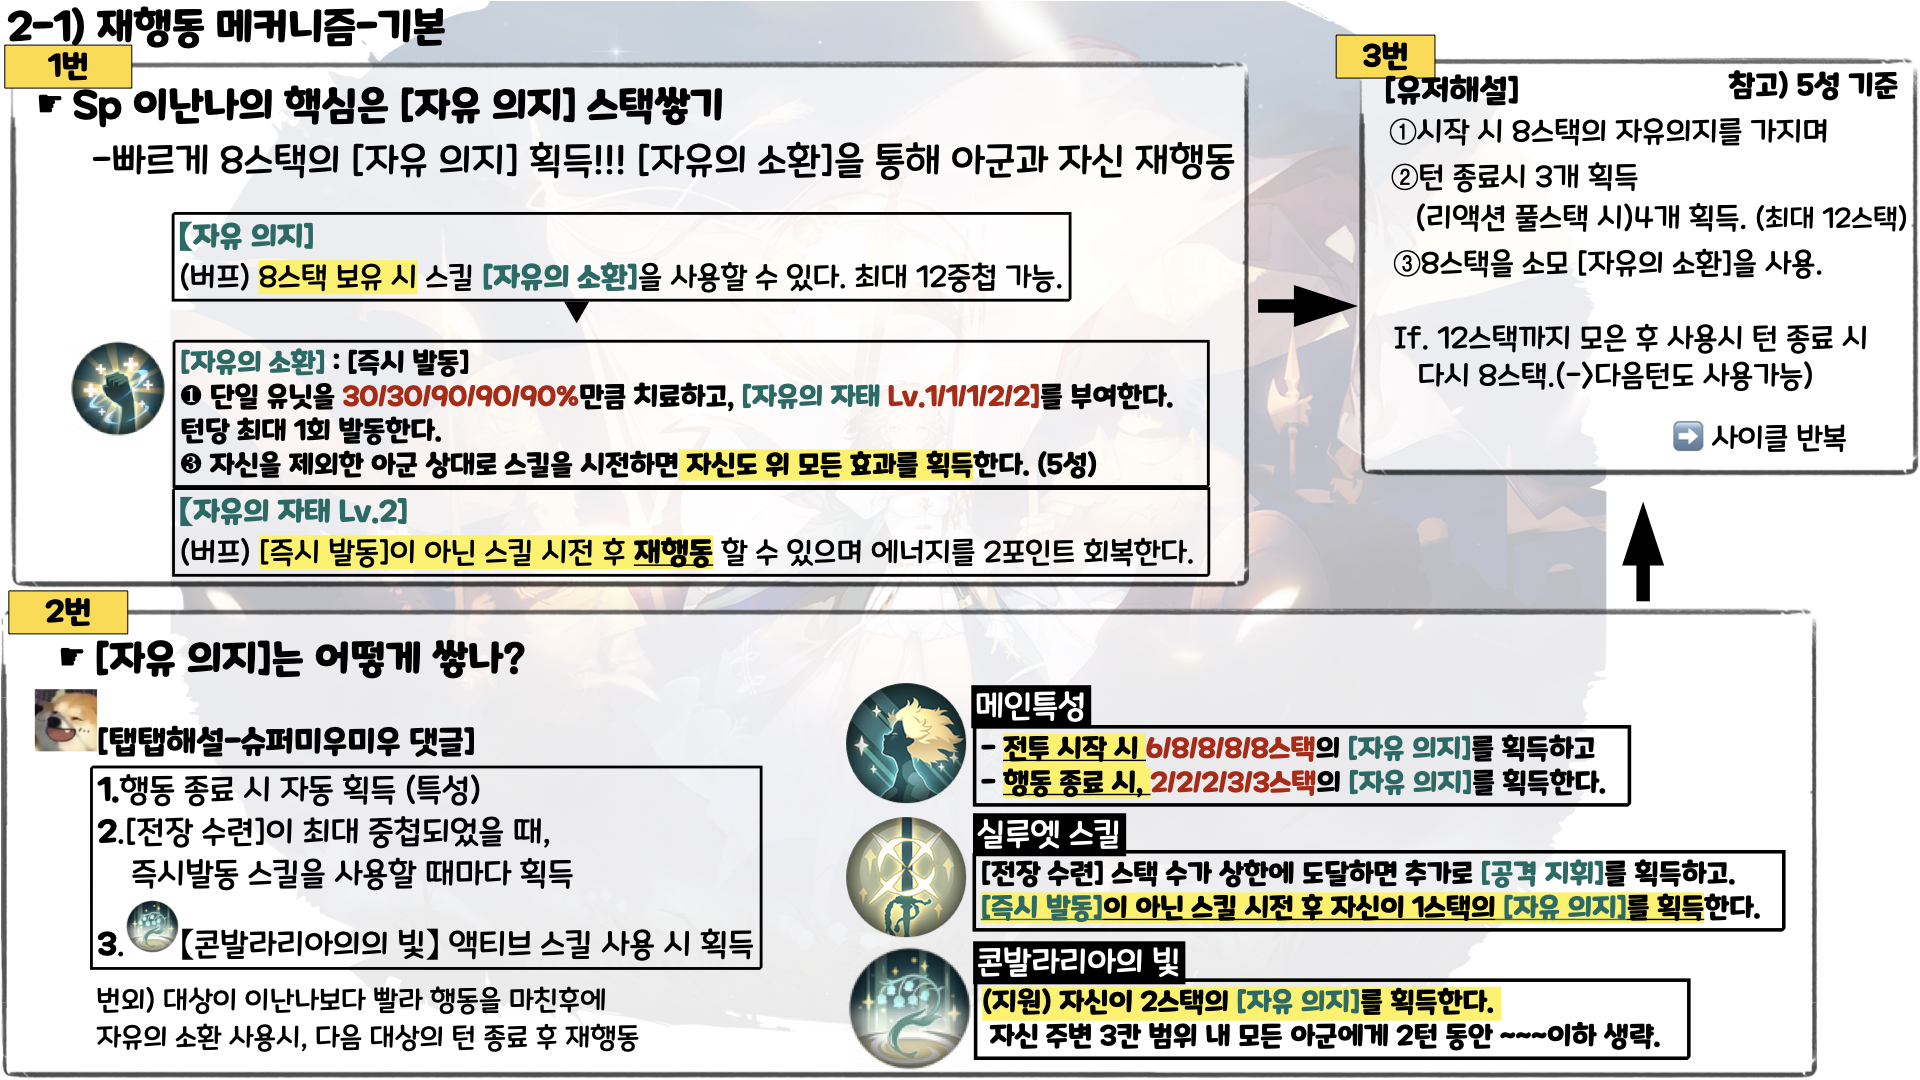 2-1) 재행동 메커니즘-기본
1번
☛ Sp 이난나의 핵심은 [자유 의지] 스택쌓기
-빠르게 8스택의 [자유 의지] 획득!!! [자유의 소환]을 통해 아군과 자신 재행동
【자유 의지]
(버프) 8스택 보유 시 스킬 [자유의 소환]을 사용할 수 있다. 최대 12중첩 가능.
[자유의 소환] : [즉시 발동]
❶ 단일 유닛을 30/30/90/90/90%만큼 치료하고, [자유의 자태 Lv.1/1/1/2/2]를 부여한다.
턴당 최대 1회 발동한다.
❸ 자신을 제외한 아군 상대로 스킬을 시전하면 자신도 위 모든 효과를 획득한다. (5성)
【자유의 자태 Lv.2]
(버프) [즉시 발동]이 아닌 스킬 시전 후 재행동 할 수 있으며 에너지를 2포인트 회복한다.
2번
☛ [자유 의지]는 어떻게 쌓나?
[탭탭해설-슈퍼미우미우 댓글]
1.행동 종료 시 자동 획득 (특성)
2.[전장 수련]이 최대 중첩되었을 때,
즉시발동 스킬을 사용할 때마다 획득
3. 【콘발라리아의의 빛】 액티브 스킬 사용 시 획득
번외) 대상이 이난나보다 빨라 행동을 마친후에
자유의 소환 사용시, 다음 대상의 턴 종료 후 재행동
메인특성
- 전투 시작 시 6/8/8/8/8스택의 [자유 의지]를 획득하고
- 행동 종료 시, 2/2/2/3/3스택의 [자유 의지]를 획득한다.
실루엣 스킬
[전장 수련] 스택 수가 상한에 도달하면 추가로 [공격 지휘]를 획득하고.
[즉시 발동]이 아닌 스킬 시전 후 자신이 1스택의 [자유 의지]를 획득한다.
콘발라리아의 빛
(지원) 자신이 2스택의 [자유 의지]를 획득한다.
자신 주변 3칸 범위 내 모든 아군에게 2턴 동안 ~~~이하 생략.
3번
[유저해설] 참고) 5성 기준
①시작 시 8스택의 자유의지를 가지며
②턴 종료시 3개 획득
(리액션 풀스택 시)4개 획득. (최대 12스택)
③8스택을 소모 [자유의 소환]을 사용.
If. 12스택까지 모은 후 사용시 턴 종료 시
다시 8스택.(->다음턴도 사용가능)
➡ 사이클 반복